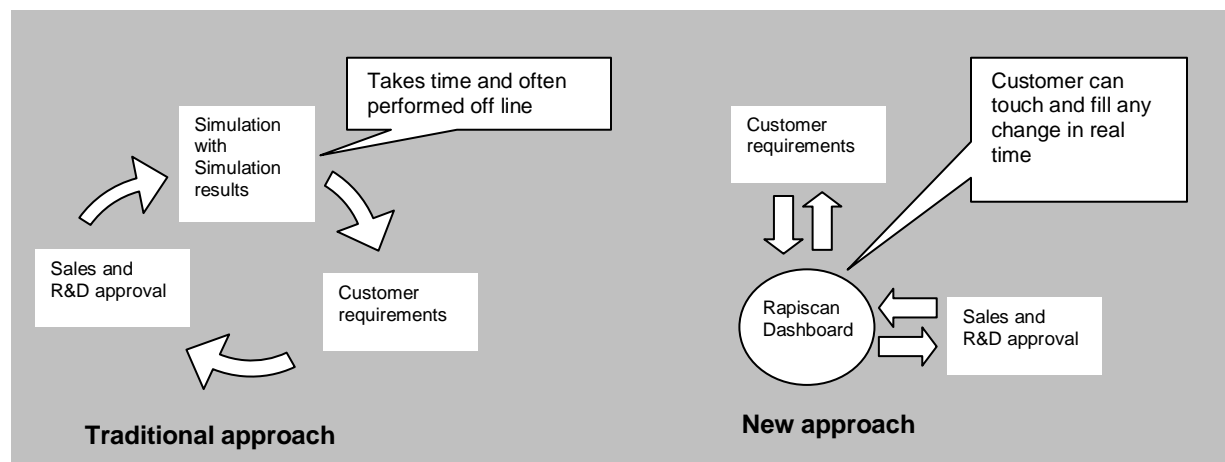 Takes time and often
performed off line
Simulation
with
Simulation
results
Sales and
R&D approval
Customer
requirements
Traditional approach
Customer can
touch and fill any
change in real
time
Customer
requirements
Rapiscan
Dashboard
Sales and
R&D approval
New approach